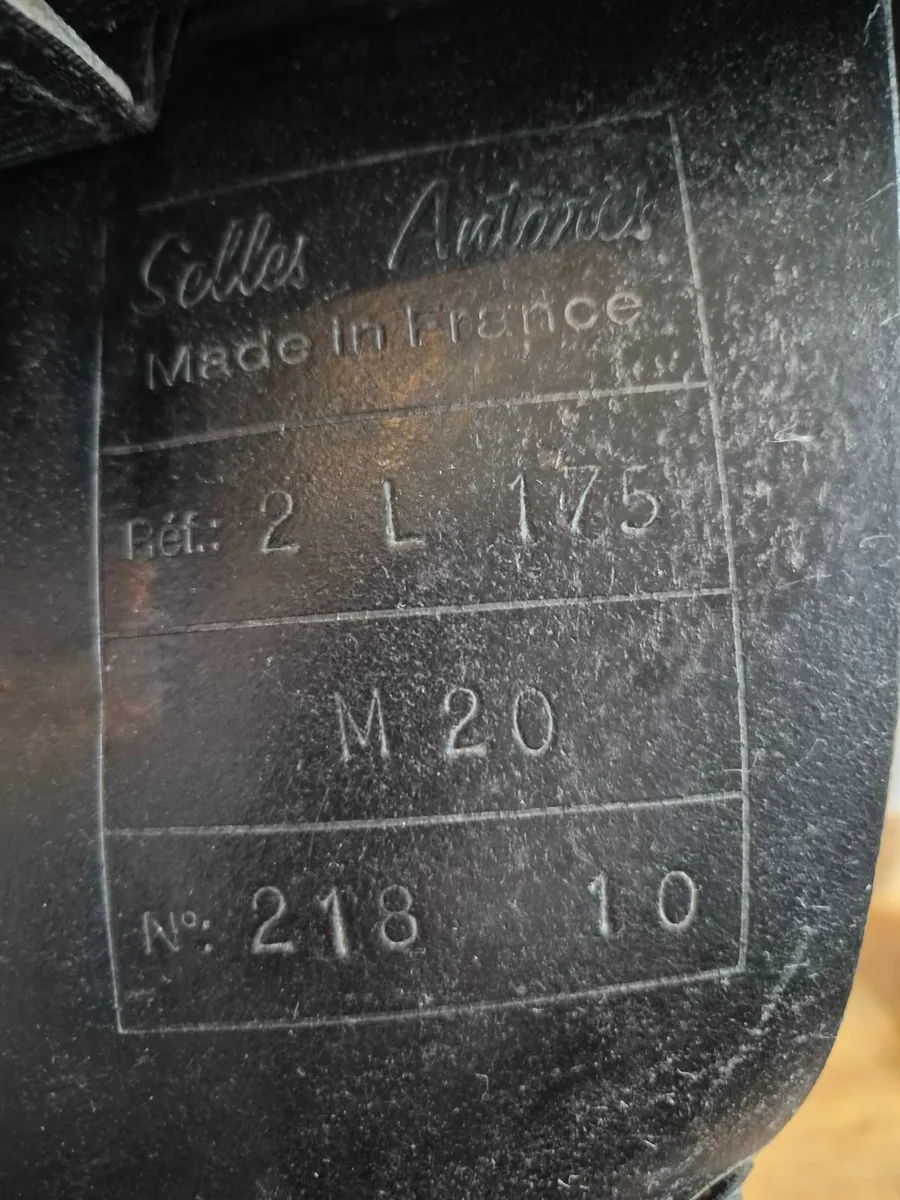 Selles Antarès
Made in France
Réf.: 2 L 175
M 20
N°: 218 10